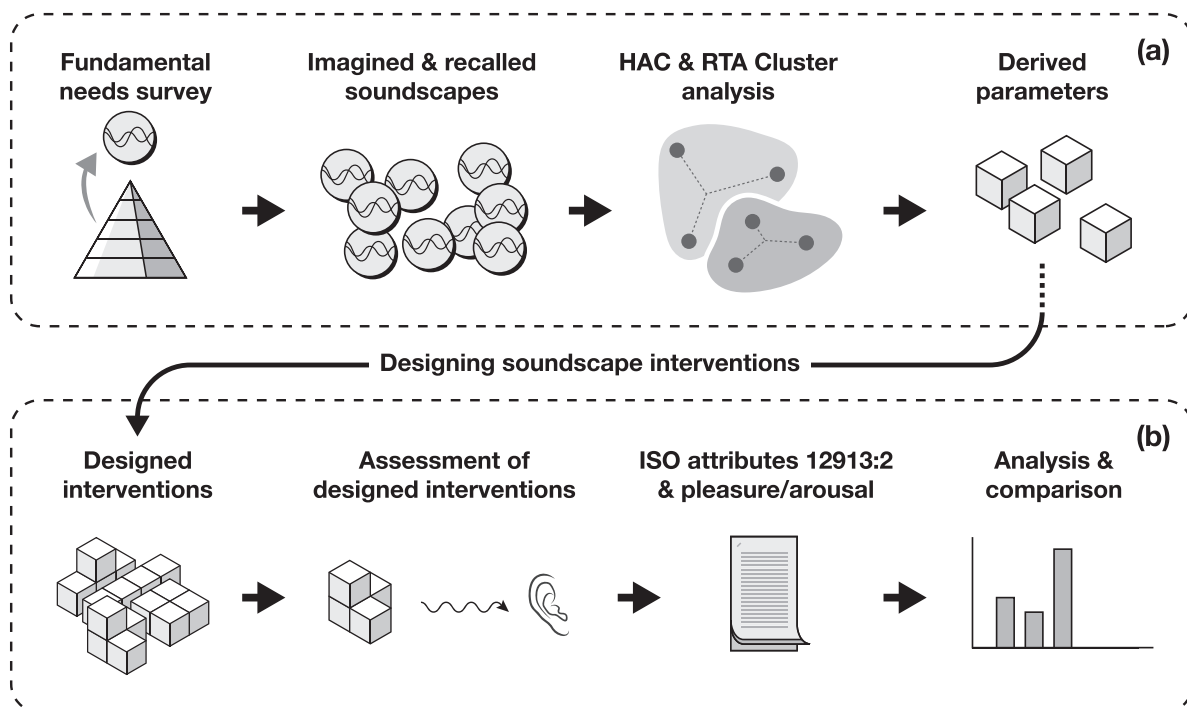 (a)
Fundamental
needs survey
Imagined & recalled
soundscapes
HAC & RTA Cluster
analysis
Derived
parameters
Designing soundscape interventions
(b)
Designed
interventions
Assessment of
designed interventions
ISO attributes 12913:2
& pleasure/arousal
Analysis &
comparison